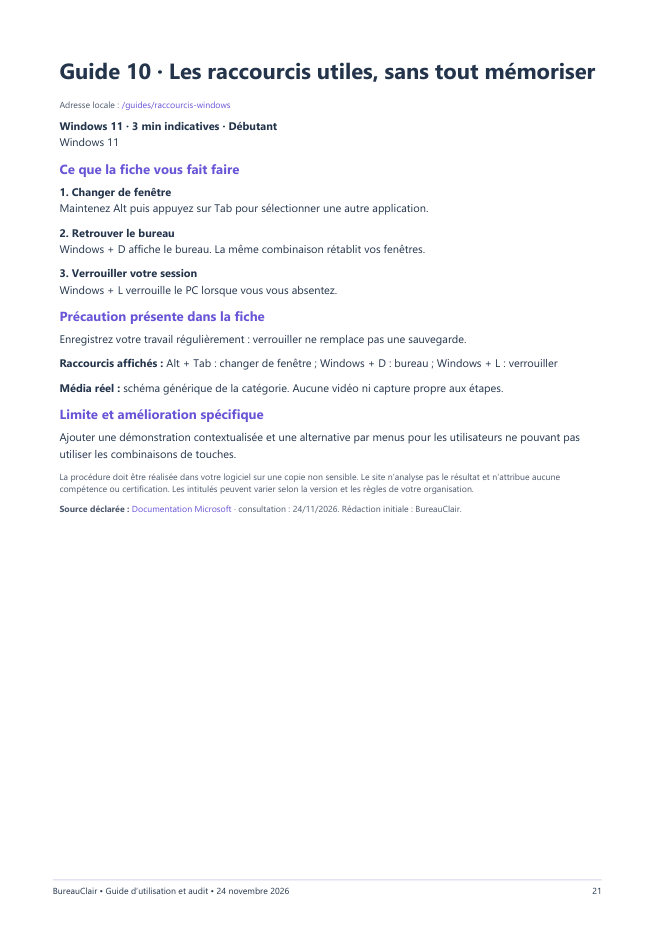 Guide 10 · Les raccourcis utiles, sans tout mémoriser
Adresse locale : /guides/raccourcis-windows
Windows 11 · 3 min indicatives · Débutant
Windows 11
Ce que la fiche vous fait faire
1. Changer de fenêtre
Maintenez Alt puis appuyez sur Tab pour sélectionner une autre application.
2. Retrouver le bureau
Windows + D affiche le bureau. La même combinaison rétablit vos fenêtres.
3. Verrouiller votre session
Windows + L verrouille le PC lorsque vous vous absentez.
Précaution présente dans la fiche
Enregistrez votre travail régulièrement : verrouiller ne remplace pas une sauvegarde.
Raccourcis affichés : Alt + Tab : changer de fenêtre ; Windows + D : bureau ; Windows + L : verrouiller
Média réel : schéma générique de la catégorie. Aucune vidéo ni capture propre aux étapes.
Limite et amélioration spécifique
Ajouter une démonstration contextualisée et une alternative par menus pour les utilisateurs ne pouvant pas
utiliser les combinaisons de touches.
La procédure doit être réalisée dans votre logiciel sur une copie non sensible. Le site n'analyse pas le résultat et n'attribue aucune
compétence ou certification. Les intitulés peuvent varier selon la version et les règles de votre organisation.
Source déclarée : Documentation Microsoft · consultation : 24/11/2026. Rédaction initiale : BureauClair.
BureauClair • Guide d'utilisation et audit • 24 novembre 2026
21